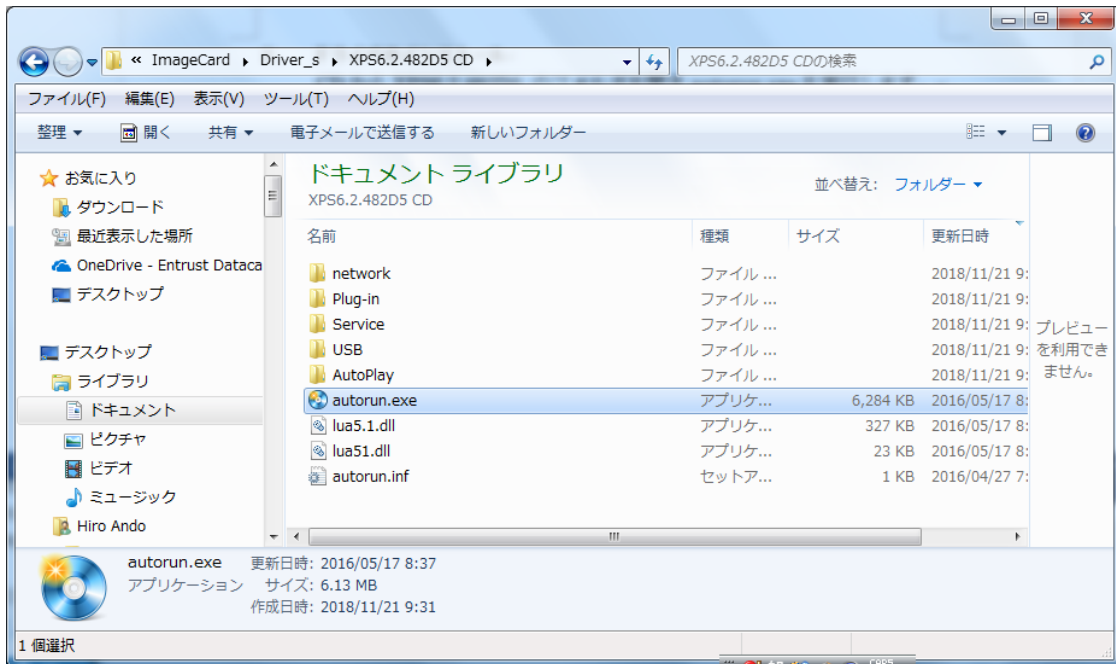 « ImageCard ▸ Driver_s ▸ XPS6.2.482D5 CD ▸
XPS6.2.482D5 CDの検索
ファイル(F) 編集(E) 表示(V) ツール(T) ヘルプ(H)
整理 ▼ 開く 共有 ▼ 電子メールで送信する 新しいフォルダー
お気に入り
ダウンロード
最近表示した場所
OneDrive - Entrust Dataca
デスクトップ
デスクトップ
ライブラリ
ドキュメント
ピクチャ
ビデオ
ミュージック
Hiro Ando
ドキュメント ライブラリ
XPS6.2.482D5 CD
並べ替え: フォルダー ▼
名前 種類 サイズ 更新日時
network ファイル ... 2018/11/21 9:
Plug-in ファイル ... 2018/11/21 9:
Service ファイル ... 2018/11/21 9:
USB ファイル ... 2018/11/21 9:
AutoPlay ファイル ... 2018/11/21 9:
autorun.exe アプリケ... 6,284 KB 2016/05/17 8:
lua5.1.dll アプリケ... 327 KB 2016/05/17 8:
lua51.dll アプリケ... 23 KB 2016/05/17 8:
autorun.inf セットア... 1 KB 2016/04/27 7:
プレビュー
を利用でき
ません。
autorun.exe 更新日時: 2016/05/17 8:37
アプリケーション サイズ: 6.13 MB
作成日時: 2018/11/21 9:31
1 個選択